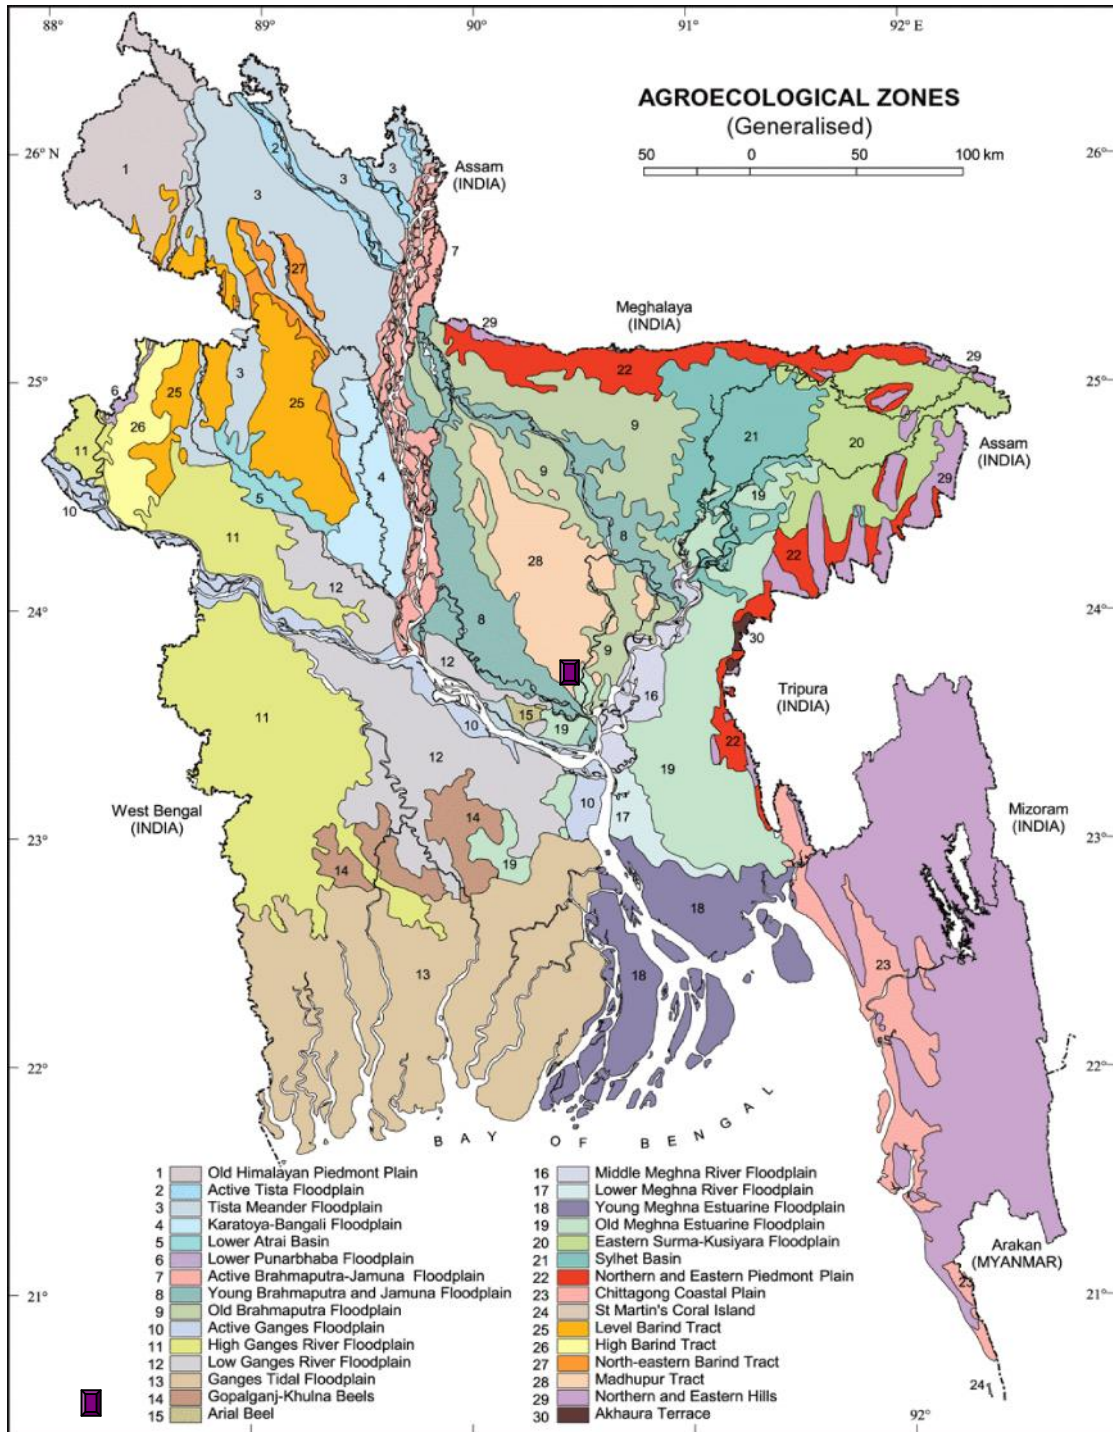 88° 89° 90° 91° 92° E
AGROECOLOGICAL ZONES
(Generalised)
50 0 50 100 km
26° N
26°
Assam
(INDIA)
1
2
3
3
3
7
27
Meghalaya
(INDIA)
29
29
25°
25°
22
6
3
25
25
26
9
21
20
11
Assam
(INDIA)
4
9
19
29
5
10
8
11
22
28
12
24°
24°
8
30
9
12
16
Tripura
(INDIA)
11
15
10
19
22
12
19
West Bengal
(INDIA)
10
Mizoram
(INDIA)
14
17
23°
23°
19
14
18
23
13
18
22°
22°
BAY OF BENGAL
1 Old Himalayan Piedmont Plain
2 Active Tista Floodplain
3 Tista Meander Floodplain
4 Karatoya-Bangali Floodplain
5 Lower Atrai Basin
6 Lower Punarbhaba Floodplain
7 Active Brahmaputra-Jamuna Floodplain
8 Young Brahmaputra and Jamuna Floodplain
9 Old Brahmaputra Floodplain
10 Active Ganges Floodplain
11 High Ganges River Floodplain
12 Low Ganges River Floodplain
13 Ganges Tidal Floodplain
14 Gopalganj-Khulna Beels
15 Arial Beel
16 Middle Meghna River Floodplain
17 Lower Meghna River Floodplain
18 Young Meghna Estuarine Floodplain
19 Old Meghna Estuarine Floodplain
20 Eastern Surma-Kusiyara Floodplain
21 Sylhet Basin
22 Northern and Eastern Piedmont Plain
23 Chittagong Coastal Plain
24 St Martin's Coral Island
25 Level Barind Tract
26 High Barind Tract
27 North-eastern Barind Tract
28 Madhupur Tract
29 Northern and Eastern Hills
30 Akhaura Terrace
Arakan
(MYANMAR)
23
21°
21°
24
92°